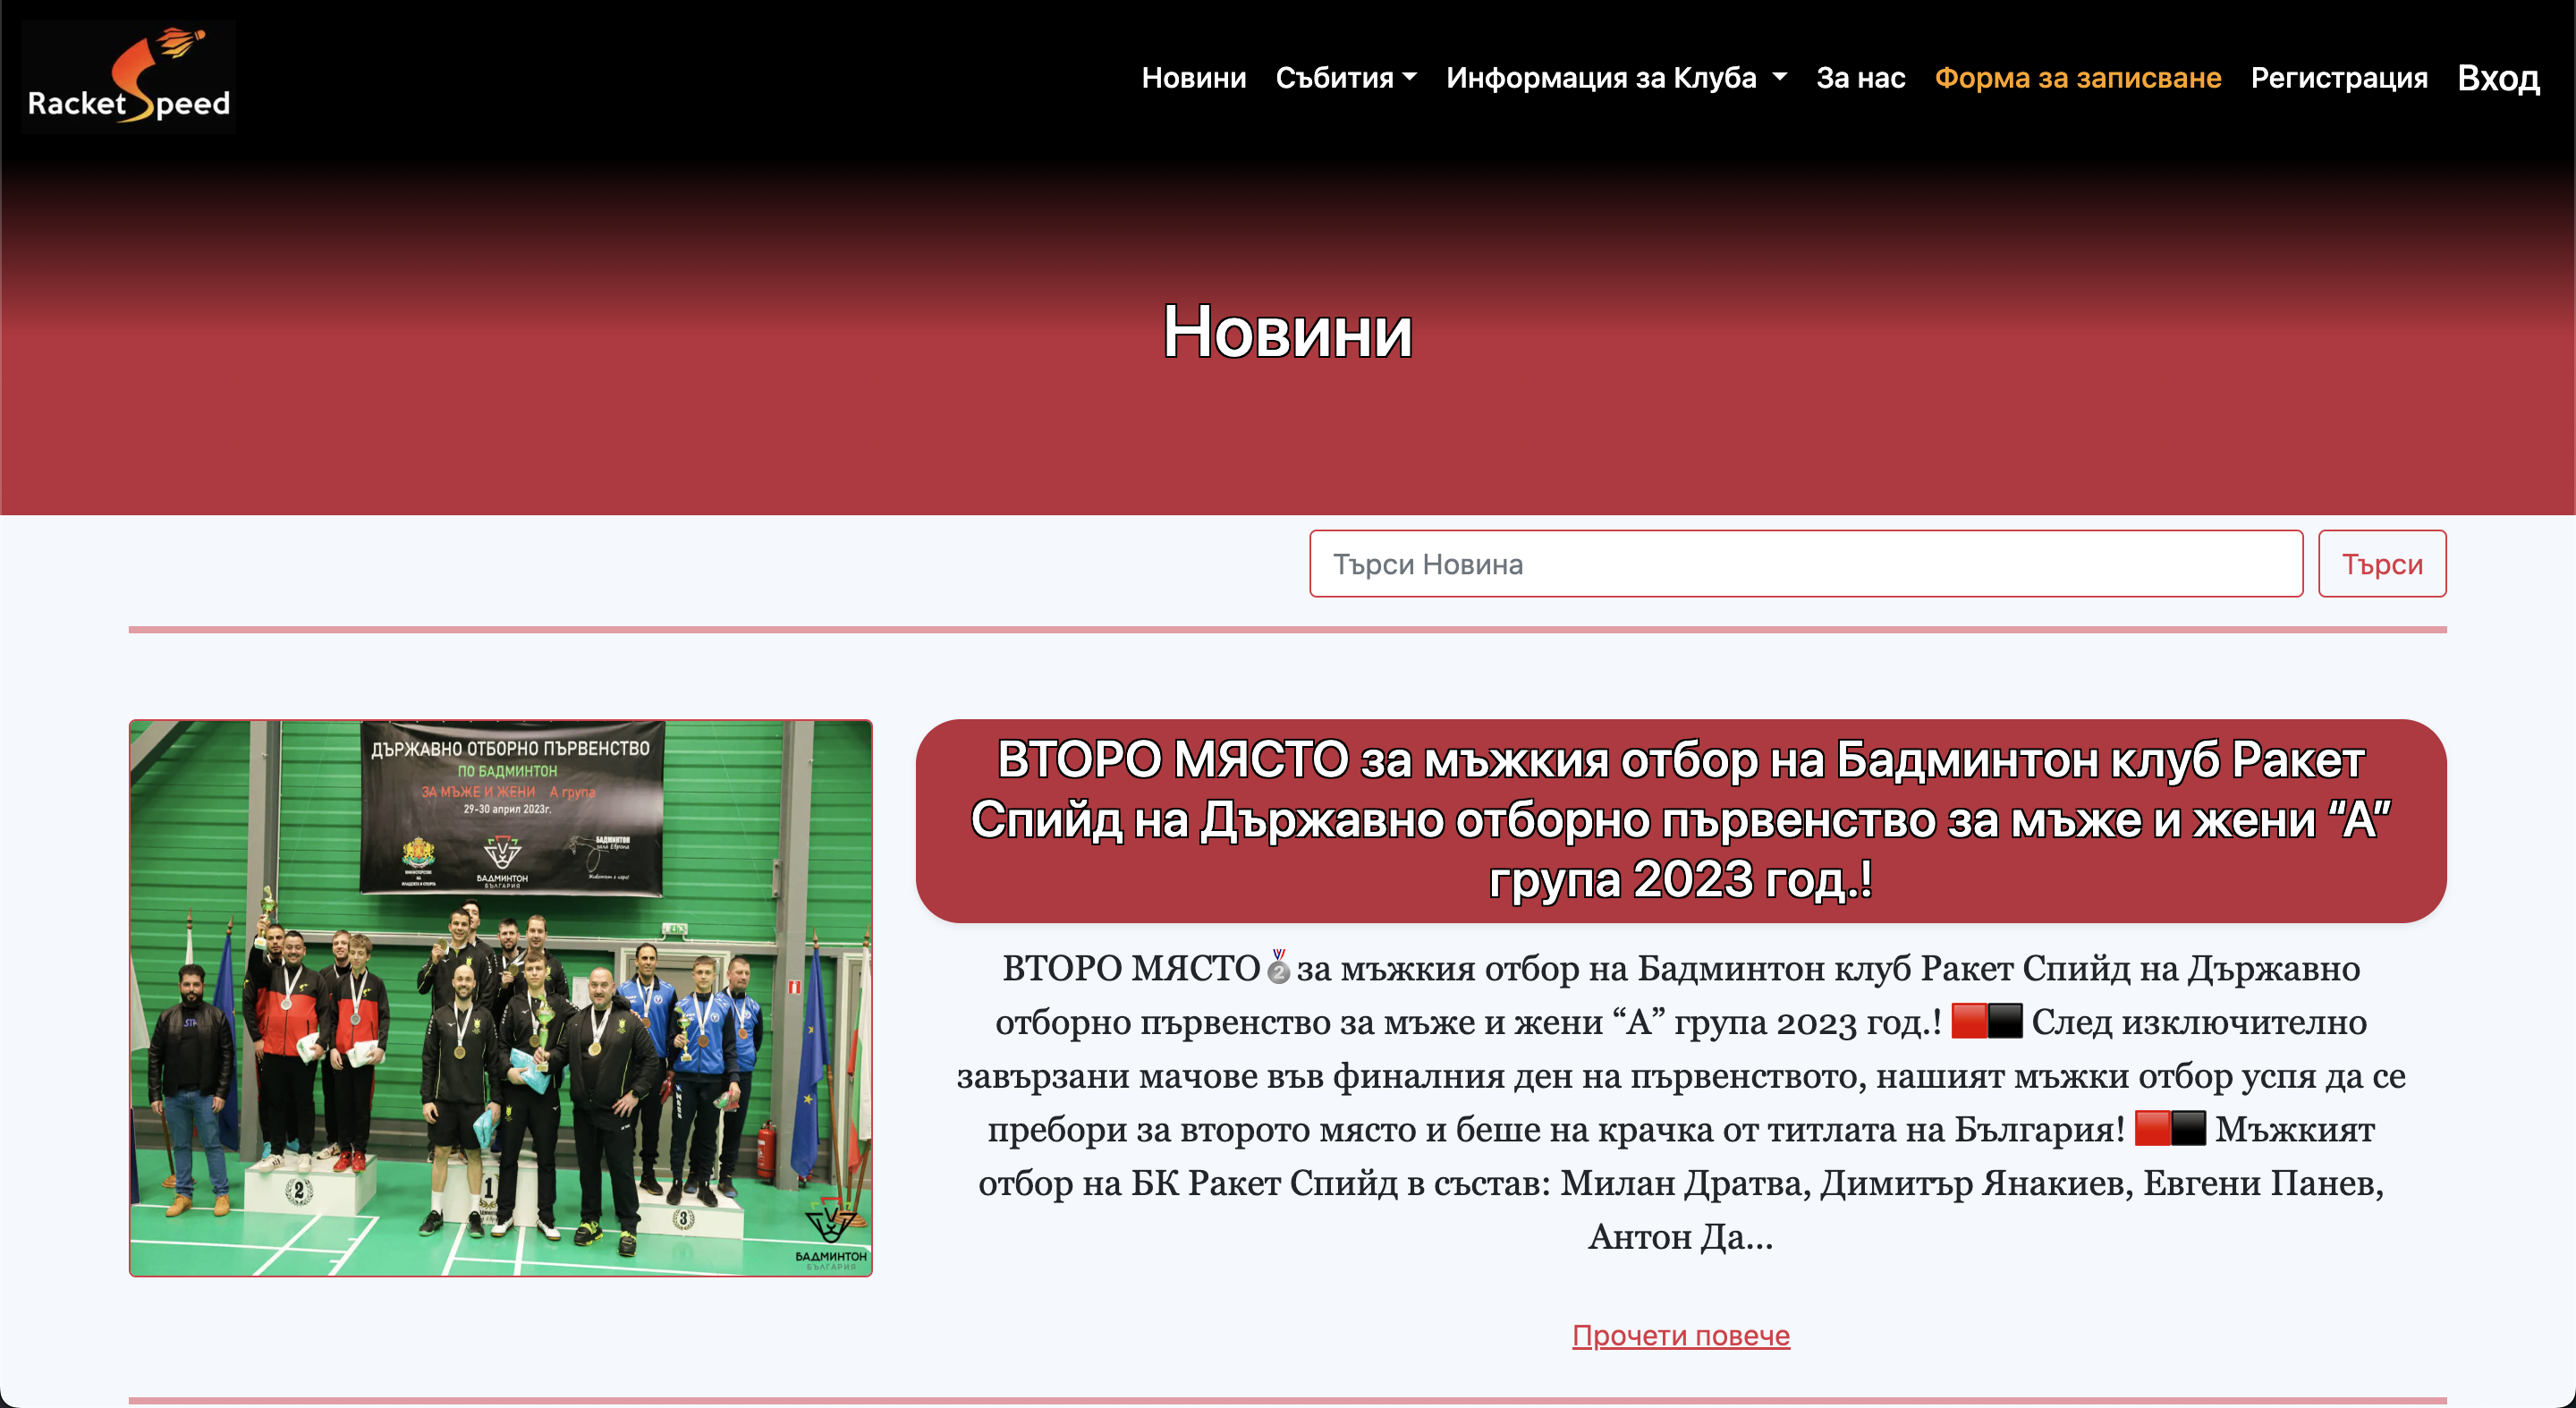 Racket Speed
Новини Събития Информация за Клуба За нас Форма за записване Регистрация Вход
Новини
Търси Новина Търси
ДЪРЖАВНО ОТБОРНО ПЪРВЕНСТВО
ПО БАДМИНТОН
ЗА МЪЖЕ И ЖЕНИ А група
29-30 април 2023г.
БАДМИНТОН
БЪЛГАРИЯ
2
1
3
БАДМИНТОН
БЪЛГАРИЯ
ВТОРО МЯСТО за мъжкия отбор на Бадминтон клуб Ракет
Спийд на Държавно отборно първенство за мъже и жени “А”
група 2023 год.!
ВТОРО МЯСТО🥈за мъжкия отбор на Бадминтон клуб Ракет Спийд на Държавно
отборно първенство за мъже и жени “А” група 2023 год.! 🟥⬛ След изключително
завързани мачове във финалния ден на първенството, нашият мъжки отбор успя да се
пребори за второто място и беше на крачка от титлата на България! 🟥⬛ Мъжкият
отбор на БК Ракет Спийд в състав: Милан Дратва, Димитър Янакиев, Евгени Панев,
Антон Да...
Прочети повече